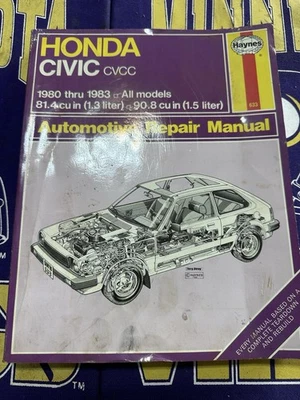 HONDA
CIVIC CVCC
Haynes
1980 thru 1983 □ All models
81.4 cu in (1.3 liter) □ 90.8 cu in (1.5 liter)
633
Automotive Repair Manual
EVERY MANUAL BASED ON A
COMPLETE TEARDOWN
AND REBUILD
TM